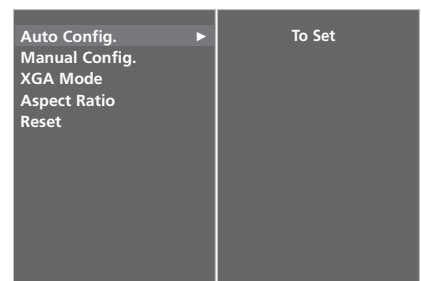 Auto Config. ► To Set
Manual Config.
XGA Mode
Aspect Ratio
Reset